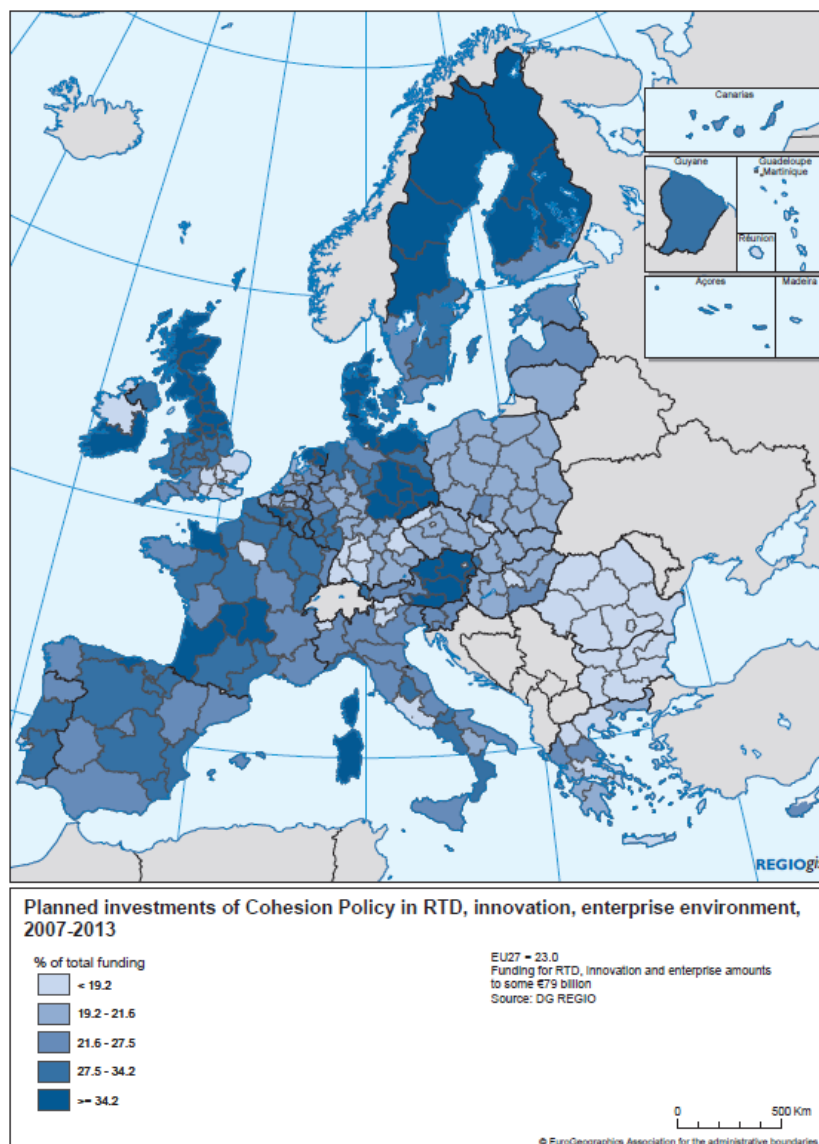 Canarias
Guyane
Guadeloupe
Martinique
Réunion
Açores
Madeira
REGIOgis
Planned investments of Cohesion Policy in RTD, innovation, enterprise environment,
2007-2013
% of total funding
< 19.2
19.2 - 21.6
21.6 - 27.5
27.5 - 34.2
>= 34.2
EU27 = 23.0
Funding for RTD, innovation and enterprise amounts
to some €79 billion
Source: DG REGIO
0 500 Km
© EuroGeographics Association for the administrative boundaries